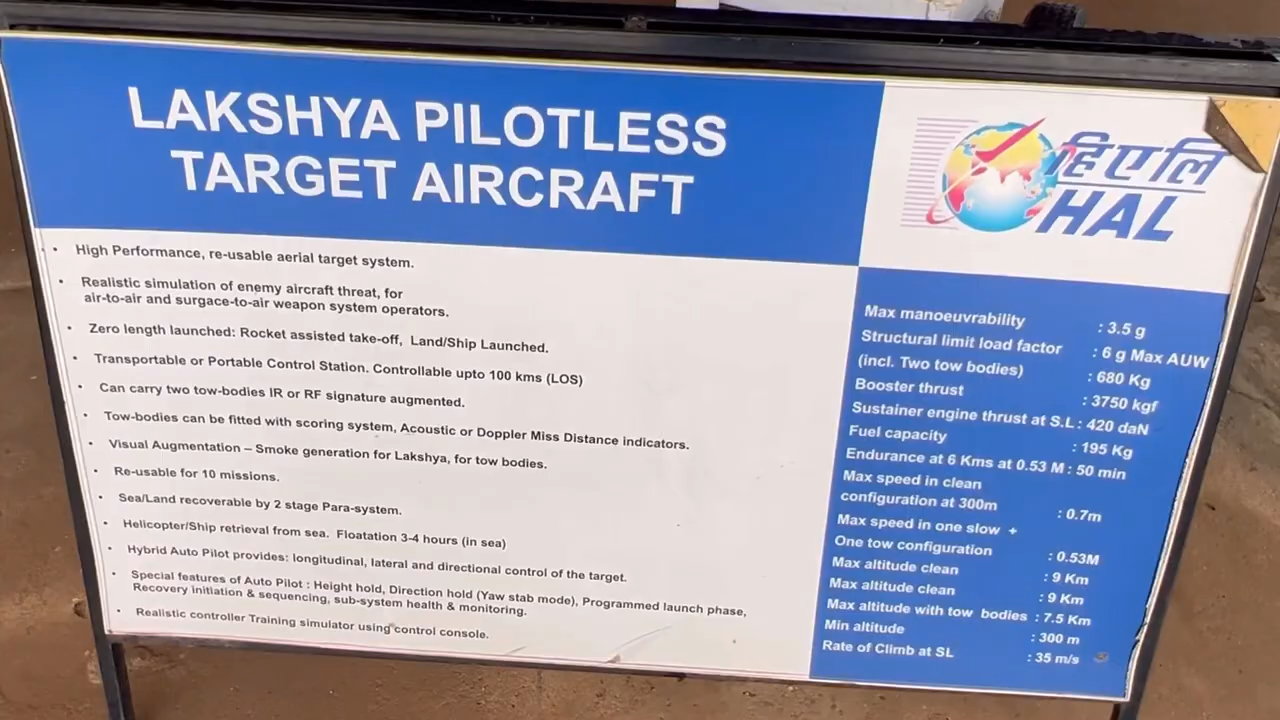 LAKSHYA PILOTLESS
TARGET AIRCRAFT
हिएलि
HAL
• High Performance, re-usable aerial target system.
• Realistic simulation of enemy aircraft threat, for
air-to-air and surgace-to-air weapon system operators.
• Zero length launched: Rocket assisted take-off, Land/Ship Launched.
• Transportable or Portable Control Station. Controllable upto 100 kms (LOS)
• Can carry two tow-bodies IR or RF signature augmented.
• Tow-bodies can be fitted with scoring system, Acoustic or Doppler Miss Distance indicators.
• Visual Augmentation – Smoke generation for Lakshya, for tow bodies.
• Re-usable for 10 missions.
• Sea/Land recoverable by 2 stage Para-system.
• Helicopter/Ship retrieval from sea. Floatation 3-4 hours (in sea)
• Hybrid Auto Pilot provides: longitudinal, lateral and directional control of the target.
• Special features of Auto Pilot : Height hold, Direction hold (Yaw stab mode), Programmed launch phase,
Recovery initiation & sequencing, sub-system health & monitoring.
• Realistic controller Training simulator using control console.
Max manoeuvrability : 3.5 g
Structural limit load factor : 6 g Max AUW
(incl. Two tow bodies) : 680 Kg
Booster thrust : 3750 kgf
Sustainer engine thrust at S.L : 420 daN
Fuel capacity : 195 Kg
Endurance at 6 Kms at 0.53 M : 50 min
Max speed in clean
configuration at 300m : 0.7m
Max speed in one slow +
One tow configuration : 0.53M
Max altitude clean : 9 Km
Max altitude clean : 9 Km
Max altitude with tow bodies : 7.5 Km
Min altitude : 300 m
Rate of Climb at SL : 35 m/s